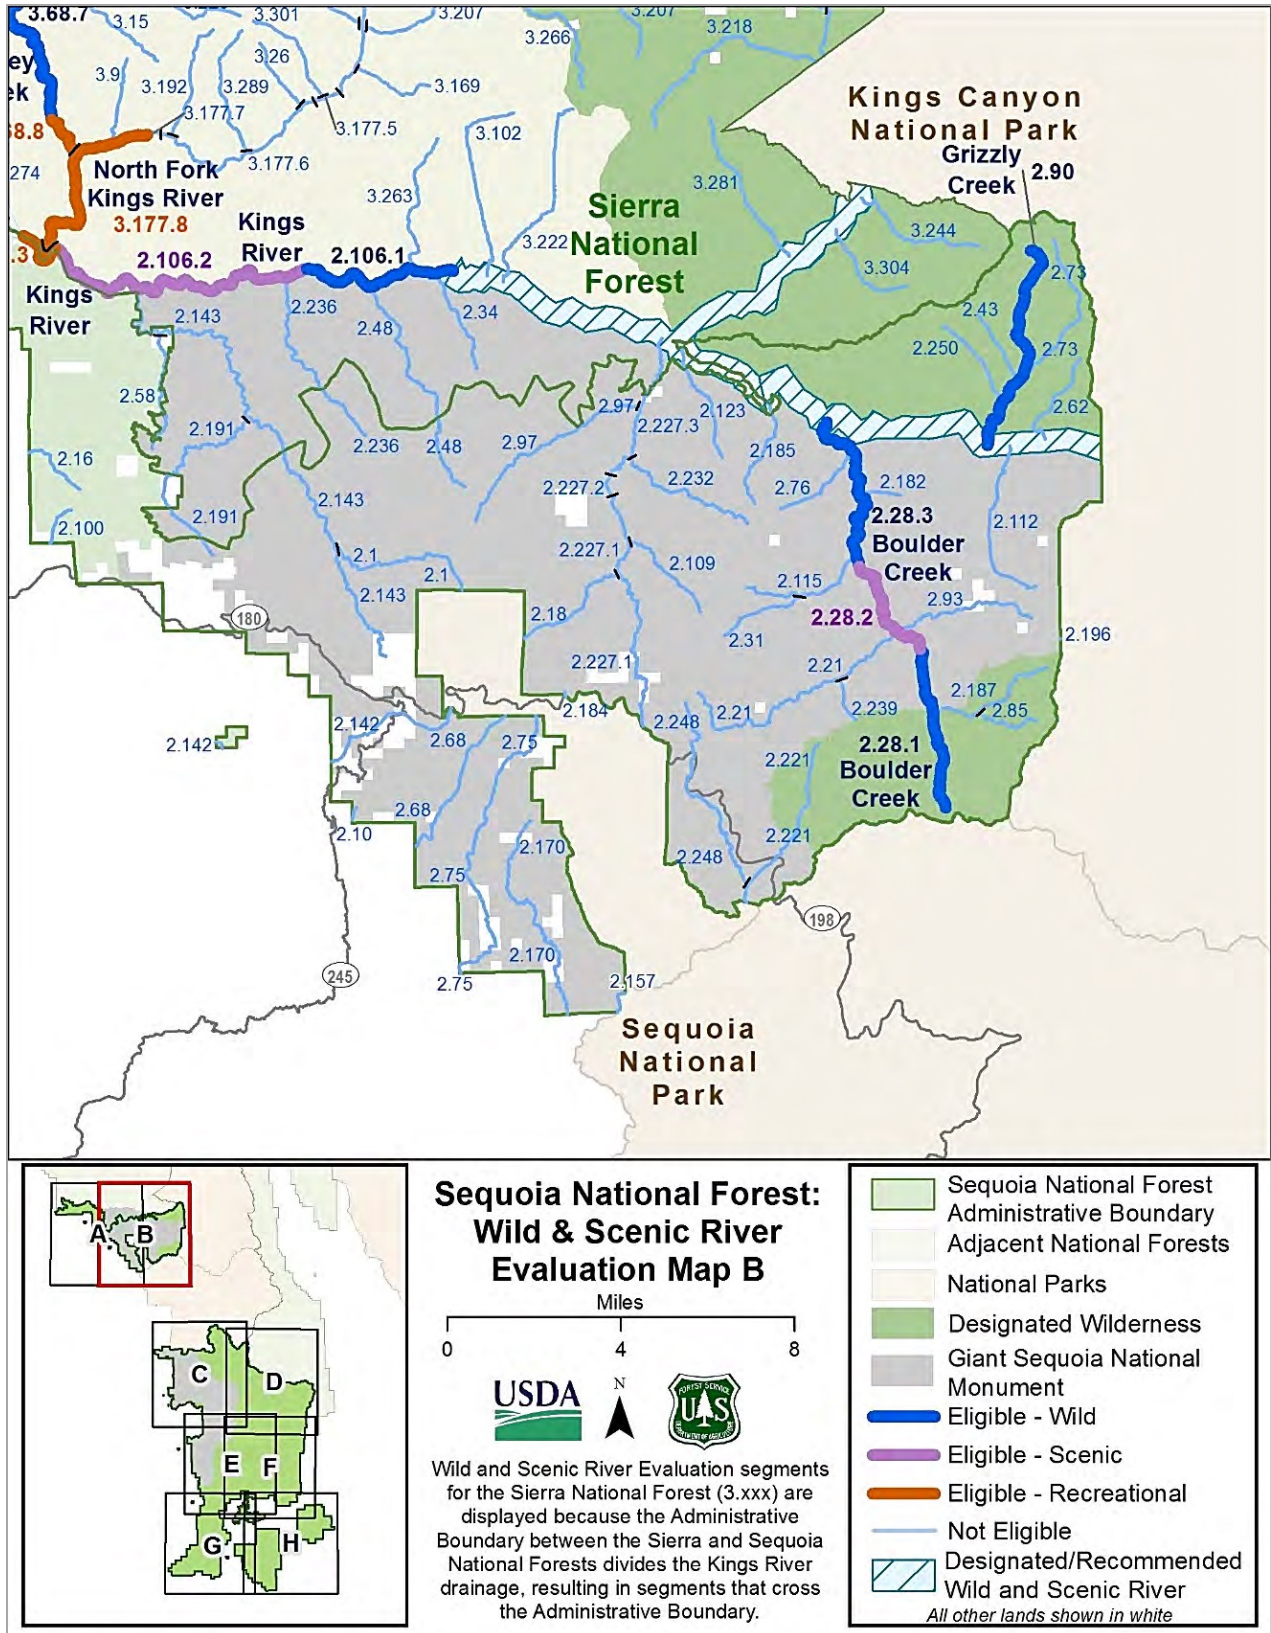 3.68.7
3.15
3.301
3.207
3.207
3.218
3.266
3.26
3.9
3.192
3.289
3.169
3.177.7
3.177.5
3.102
3.177.6
ey
ek
68.8
274
North Fork
Kings River
3.177.8
3.263
3.281
3.222
Kings Canyon
National Park
Grizzly
Creek
2.90
Sierra
National
Forest
3.244
3.304
Kings
River
2.106.1
2.106.2
.3
Kings
River
2.73
2.43
2.250
2.73
2.62
2.143
2.236
2.48
2.34
2.58
2.191
2.236
2.48
2.97
2.97
2.227.3
2.123
2.185
2.16
2.100
2.191
2.143
2.227.2
2.232
2.76
2.182
2.28.3
Boulder
Creek
2.112
2.1
2.1
2.143
2.227.1
2.109
2.115
2.93
2.28.2
2.18
2.31
2.196
180
2.227.1
2.21
2.187
2.85
2.142
2.142
2.68
2.75
2.184
2.248
2.21
2.239
2.221
2.28.1
Boulder
Creek
2.68
2.10
2.170
2.75
2.248
2.221
198
245
2.75
2.170
2.157
Sequoia
National
Park
A
B
C
D
E
F
G
H
Sequoia National Forest:
Wild & Scenic River
Evaluation Map B
Miles
0 4 8
USDA
N
FOREST SERVICE
U S
DEPARTMENT OF AGRICULTURE
Wild and Scenic River Evaluation segments
for the Sierra National Forest (3.xxx) are
displayed because the Administrative
Boundary between the Sierra and Sequoia
National Forests divides the Kings River
drainage, resulting in segments that cross
the Administrative Boundary.
Sequoia National Forest
Administrative Boundary
Adjacent National Forests
National Parks
Designated Wilderness
Giant Sequoia National
Monument
Eligible - Wild
Eligible - Scenic
Eligible - Recreational
Not Eligible
Designated/Recommended
Wild and Scenic River
All other lands shown in white